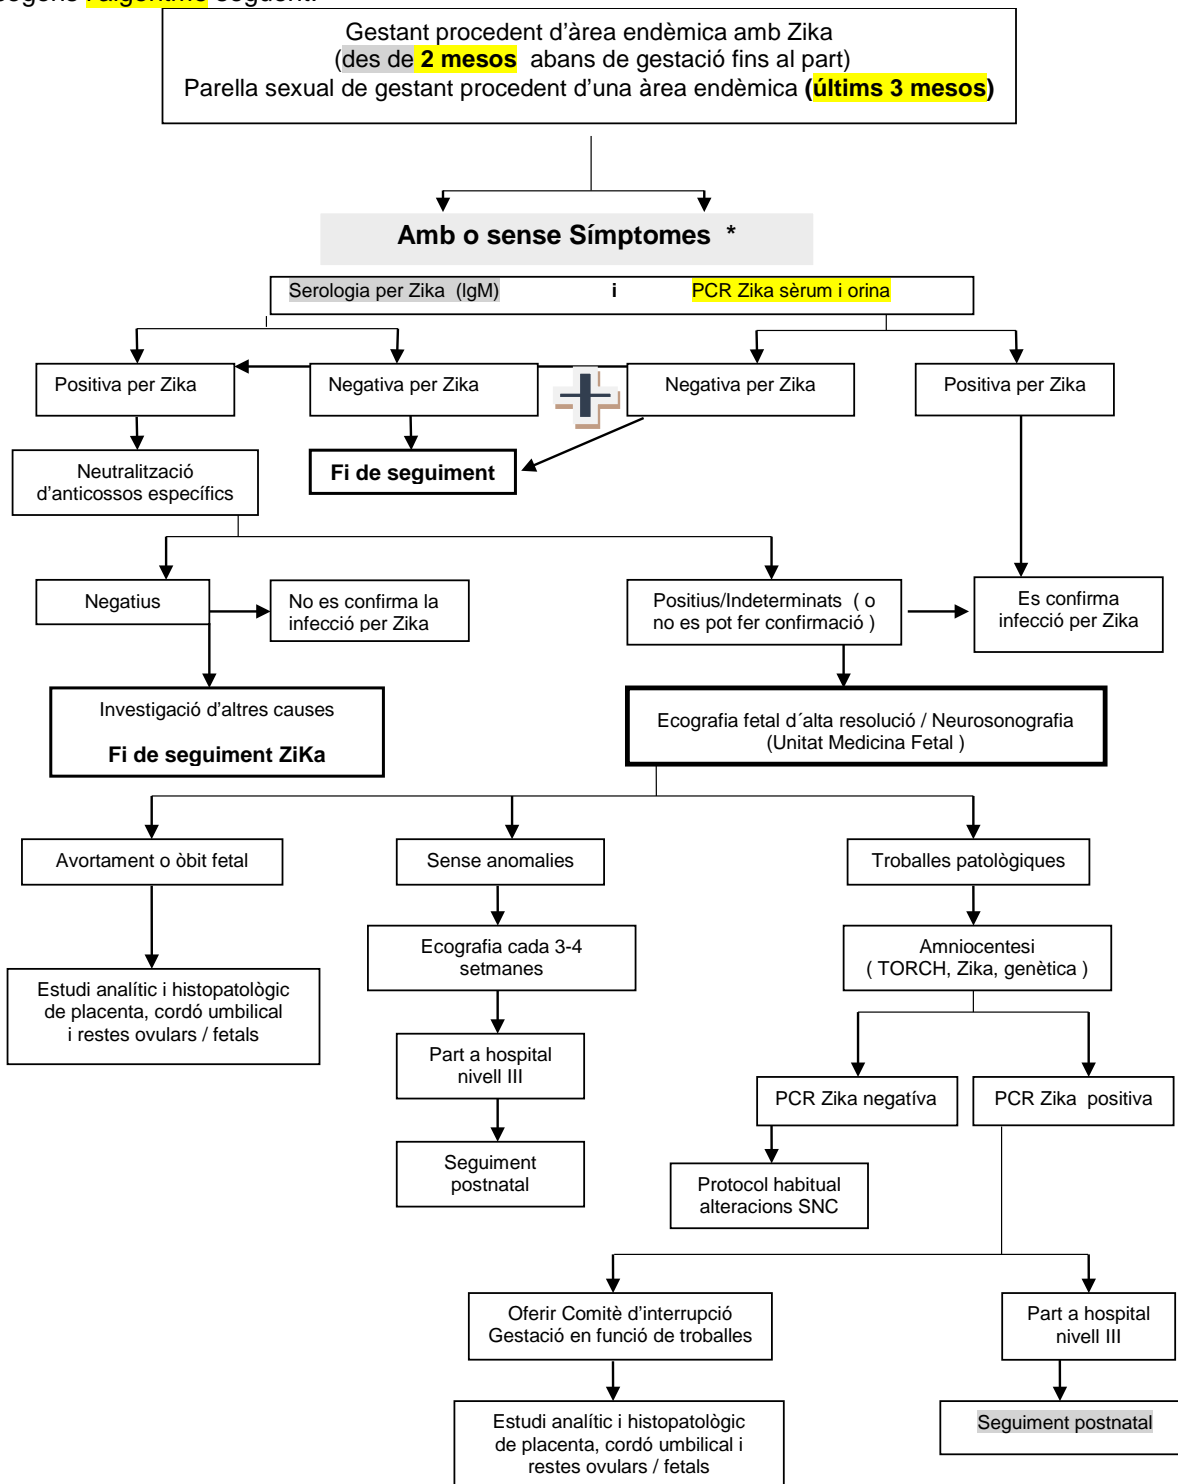 segons l'algoritme següent:
Gestant procedent d'àrea endèmica amb Zika
(des de 2 mesos abans de gestació fins al part)
Parella sexual de gestant procedent d'una àrea endèmica (últims 3 mesos)
Amb o sense Símptomes *
Serologia per Zika (IgM) i PCR Zika sèrum i orina
Positiva per Zika
Negativa per Zika
Negativa per Zika
Positiva per Zika
Neutralització
d'anticossos específics
Fi de seguiment
Negatius
No es confirma la
infecció per Zika
Positius/Indeterminats ( o
no es pot fer confirmació )
Es confirma
infecció per Zika
Investigació d'altres causes
Fi de seguiment ZiKa
Ecografia fetal d´alta resolució / Neurosonografia
(Unitat Medicina Fetal )
Avortament o òbit fetal
Sense anomalies
Troballes patològiques
Estudi analític i histopatològic
de placenta, cordó umbilical
i restes ovulars / fetals
Ecografia cada 3-4
setmanes
Amniocentesi
( TORCH, Zika, genètica )
Part a hospital
nivell III
PCR Zika negatíva
PCR Zika positiva
Seguiment
postnatal
Protocol habitual
alteracions SNC
Oferir Comitè d'interrupció
Gestació en funció de troballes
Part a hospital
nivell III
Estudi analític i histopatològic
de placenta, cordó umbilical i
restes ovulars / fetals
Seguiment postnatal